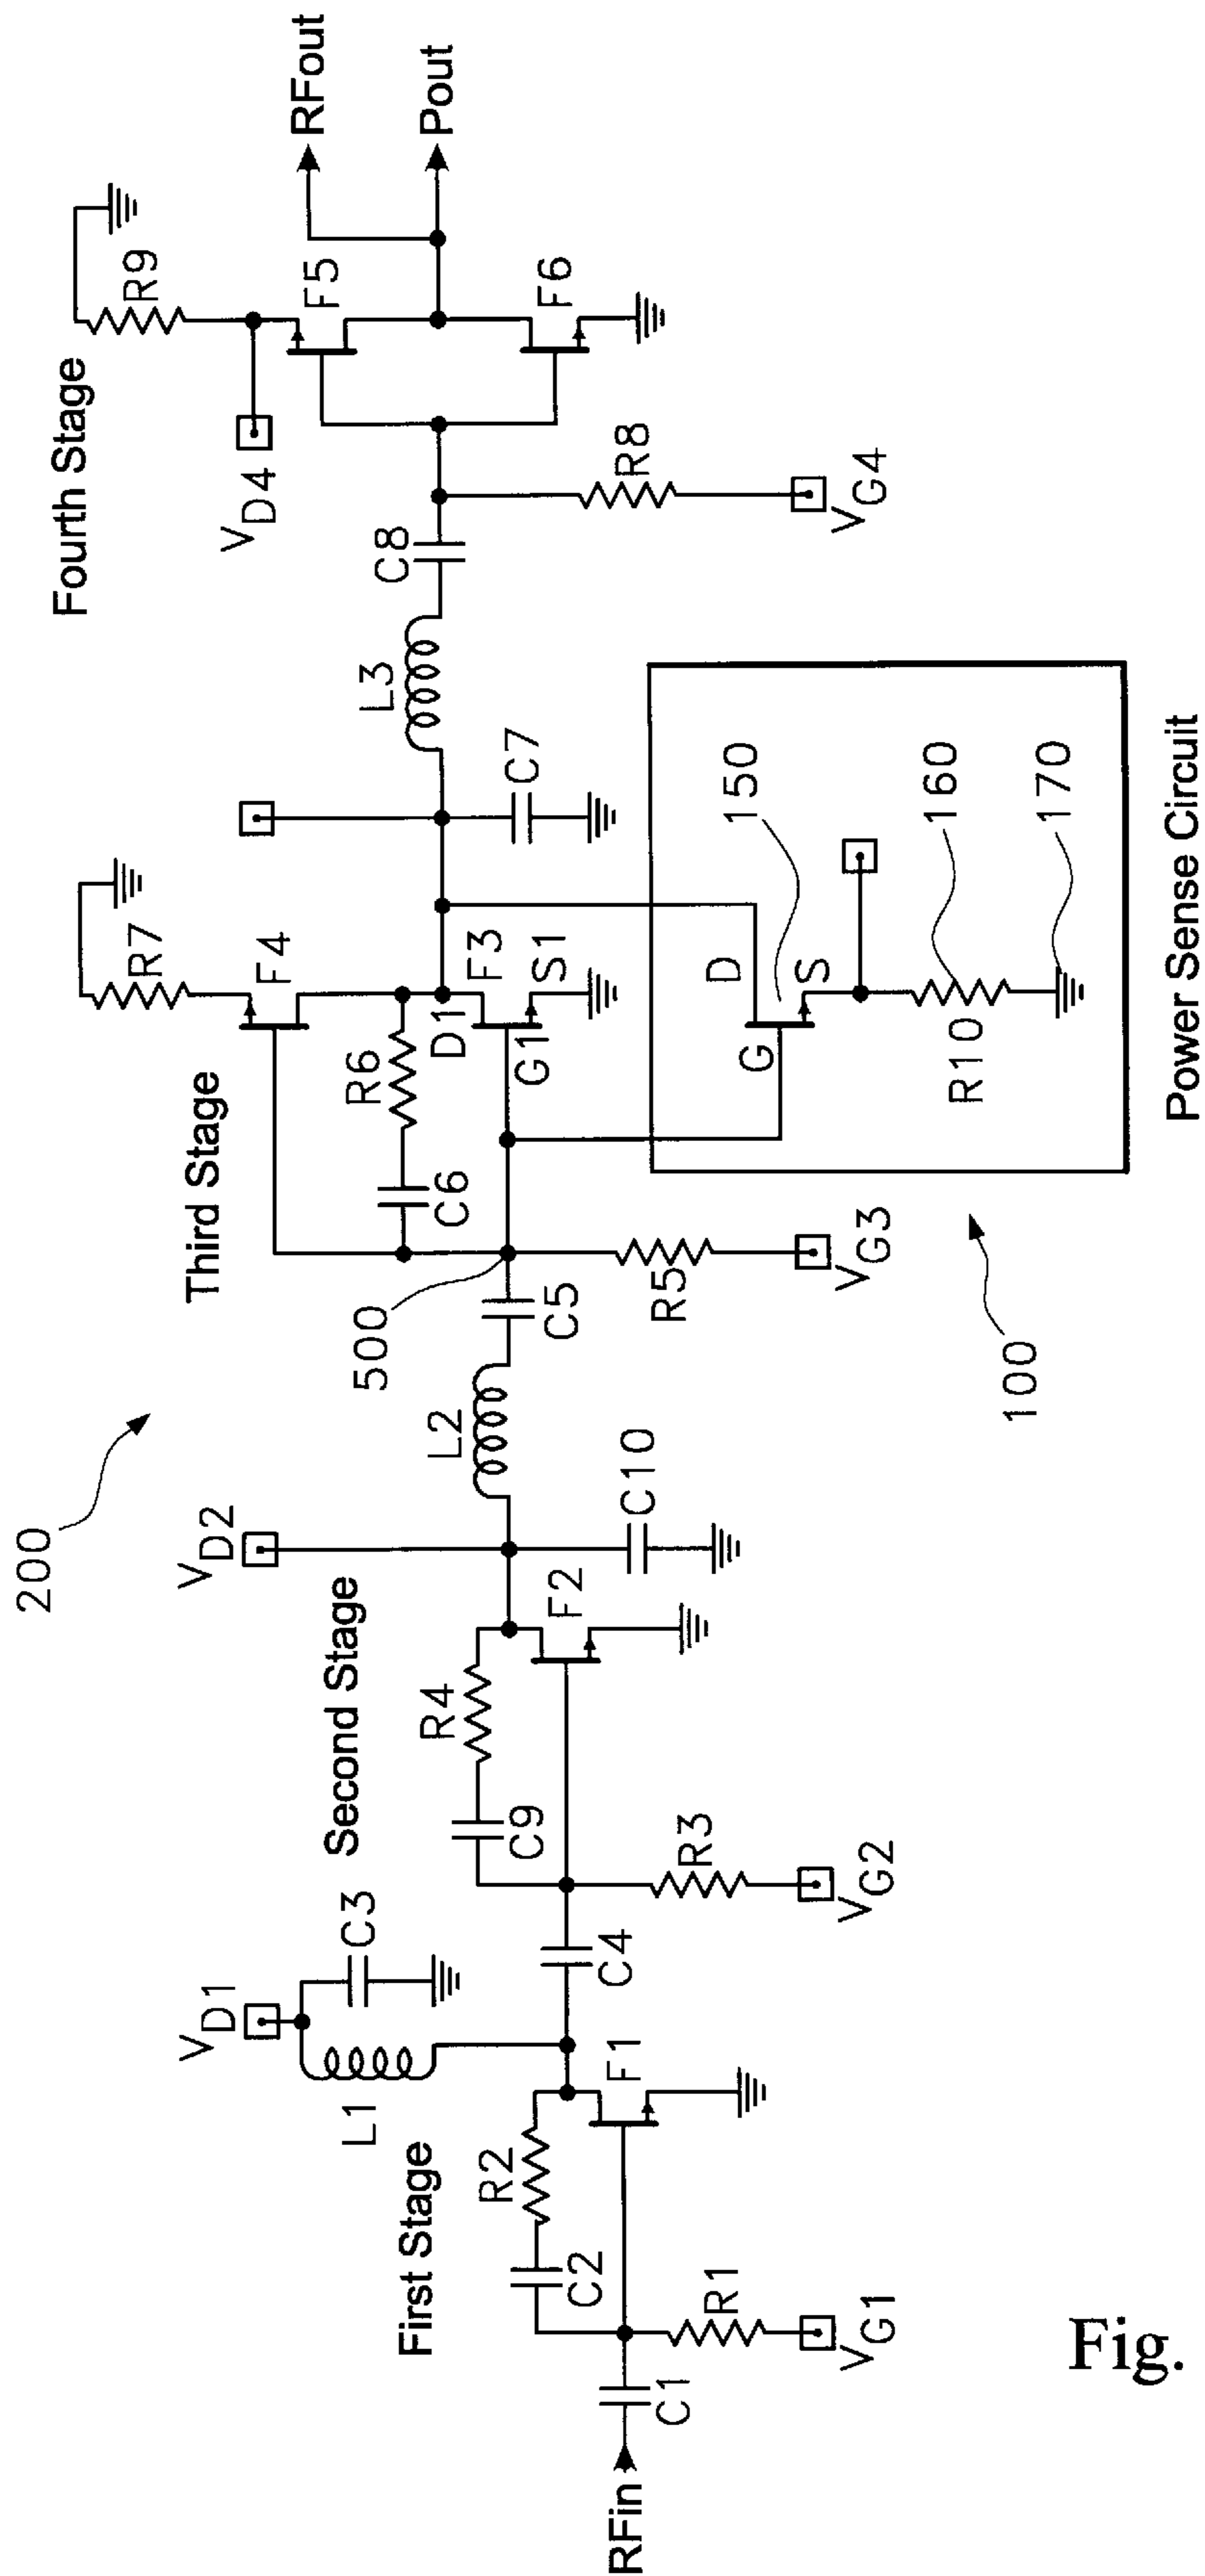 200
First Stage
Second Stage
Third Stage
Fourth Stage
RFin
C1
R1
VG1
C2
R2
F1
L1
VD1
C3
C4
R3
VG2
C9
R4
F2
VD2
C10
L2
C5
500
R5
VG3
C6
R6
F4
R7
D1
G1
F3
S1
C7
L3
C8
R8
VG4
VD4
R9
F5
F6
RFout
Pout
G
D
S
150
R10
160
170
100
Power Sense Circuit
Fig.